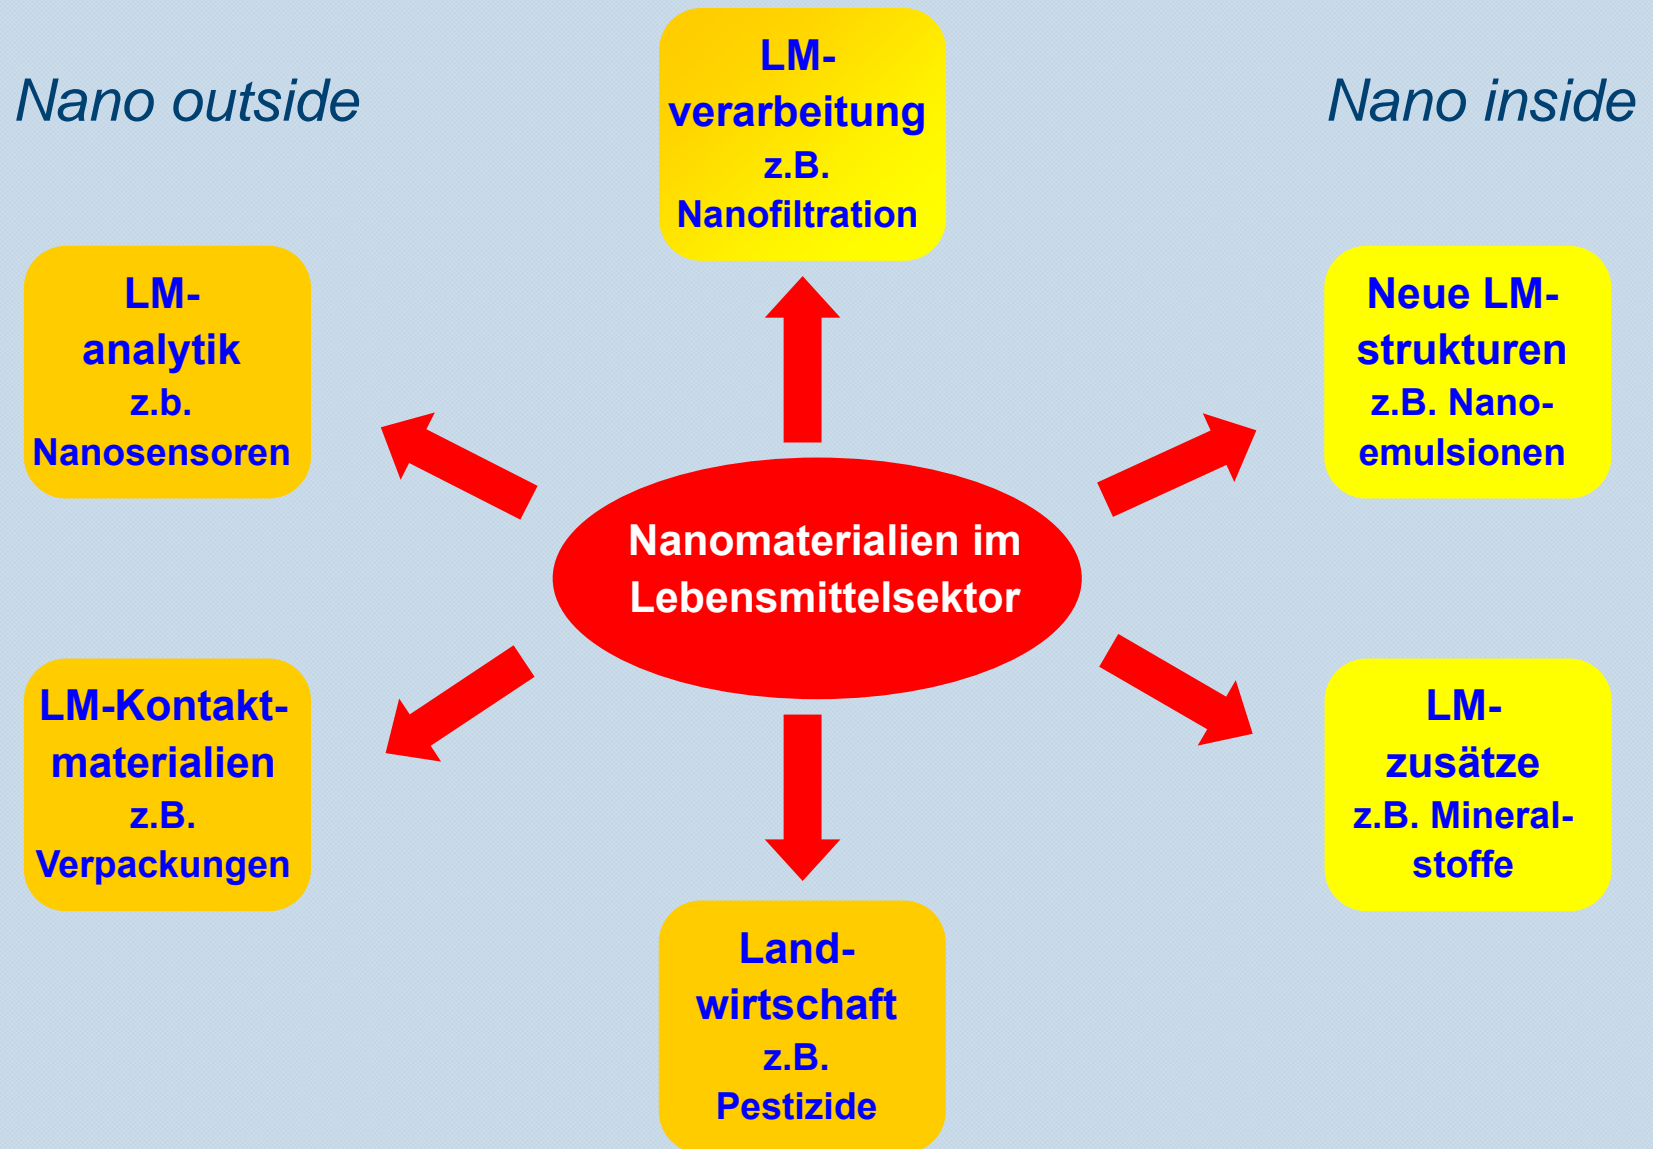 Nano outside
Nano inside
LM-
verarbeitung
z.B.
Nanofiltration
LM-
analytik
z.b.
Nanosensoren
Neue LM-
strukturen
z.B. Nano-
emulsionen
Nanomaterialien im
Lebensmittelsektor
LM-Kontakt-
materialien
z.B.
Verpackungen
LM-
zusätze
z.B. Mineral-
stoffe
Land-
wirtschaft
z.B.
Pestizide